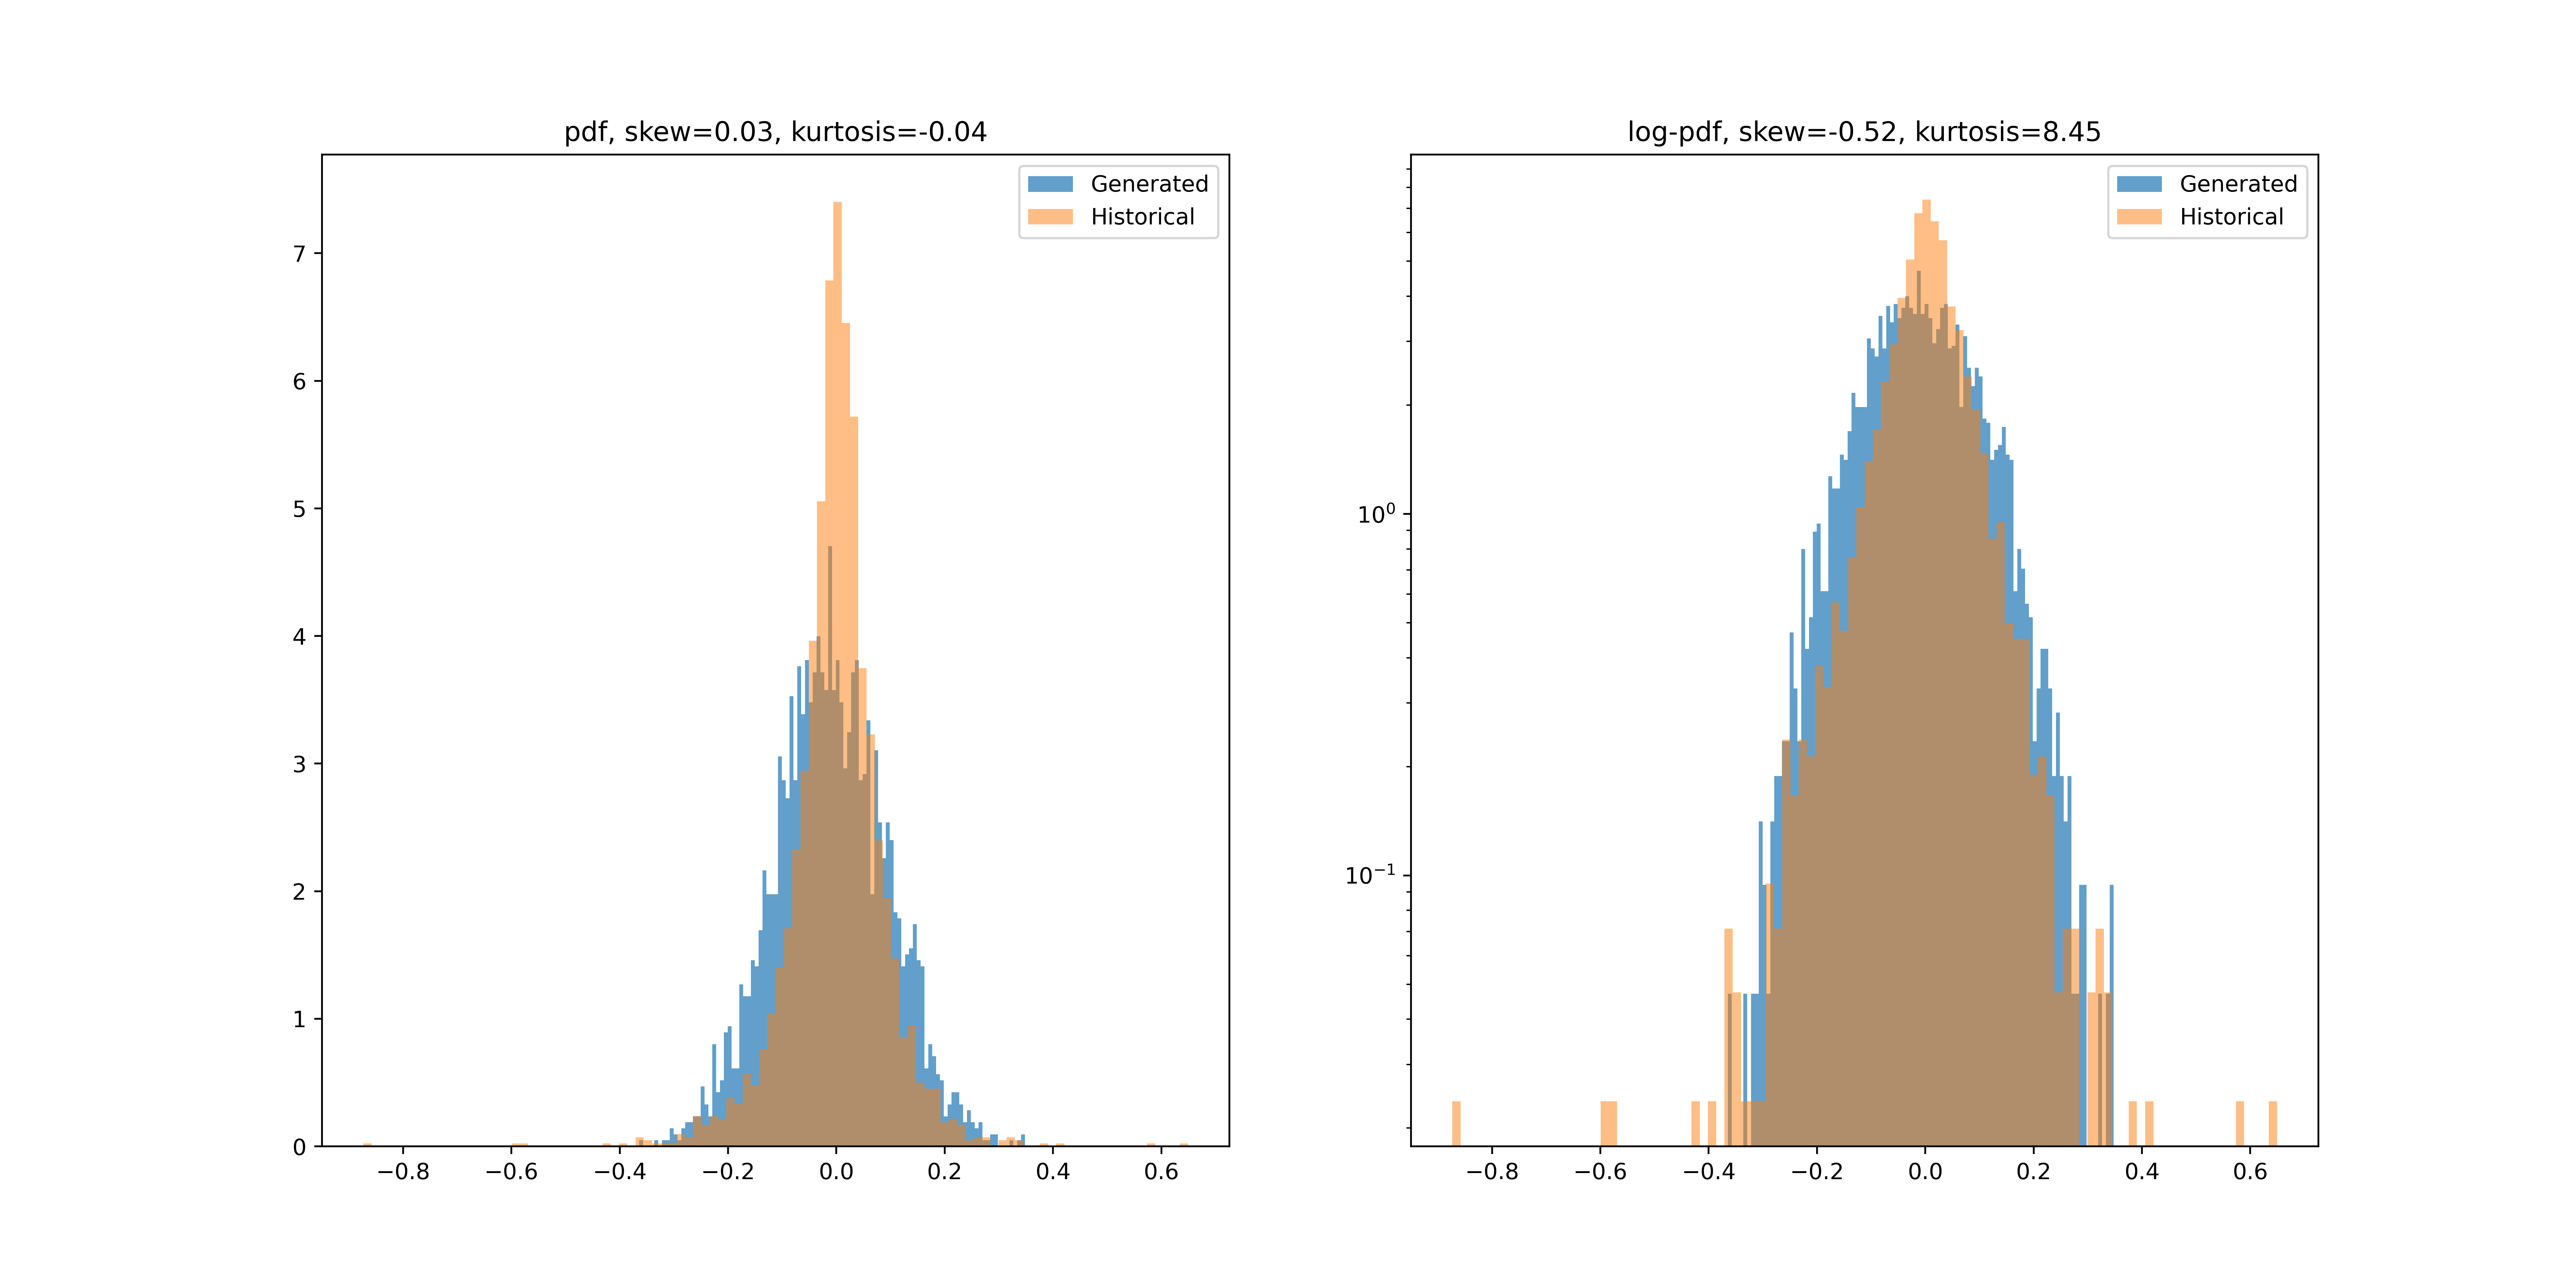 pdf, skew=0.03, kurtosis=-0.04
Generated
Historical
7
6
5
4
3
2
1
0
−0.8 −0.6 −0.4 −0.2 0.0 0.2 0.4 0.6
log-pdf, skew=-0.52, kurtosis=8.45
Generated
Historical
10⁰
10⁻¹
−0.8 −0.6 −0.4 −0.2 0.0 0.2 0.4 0.6